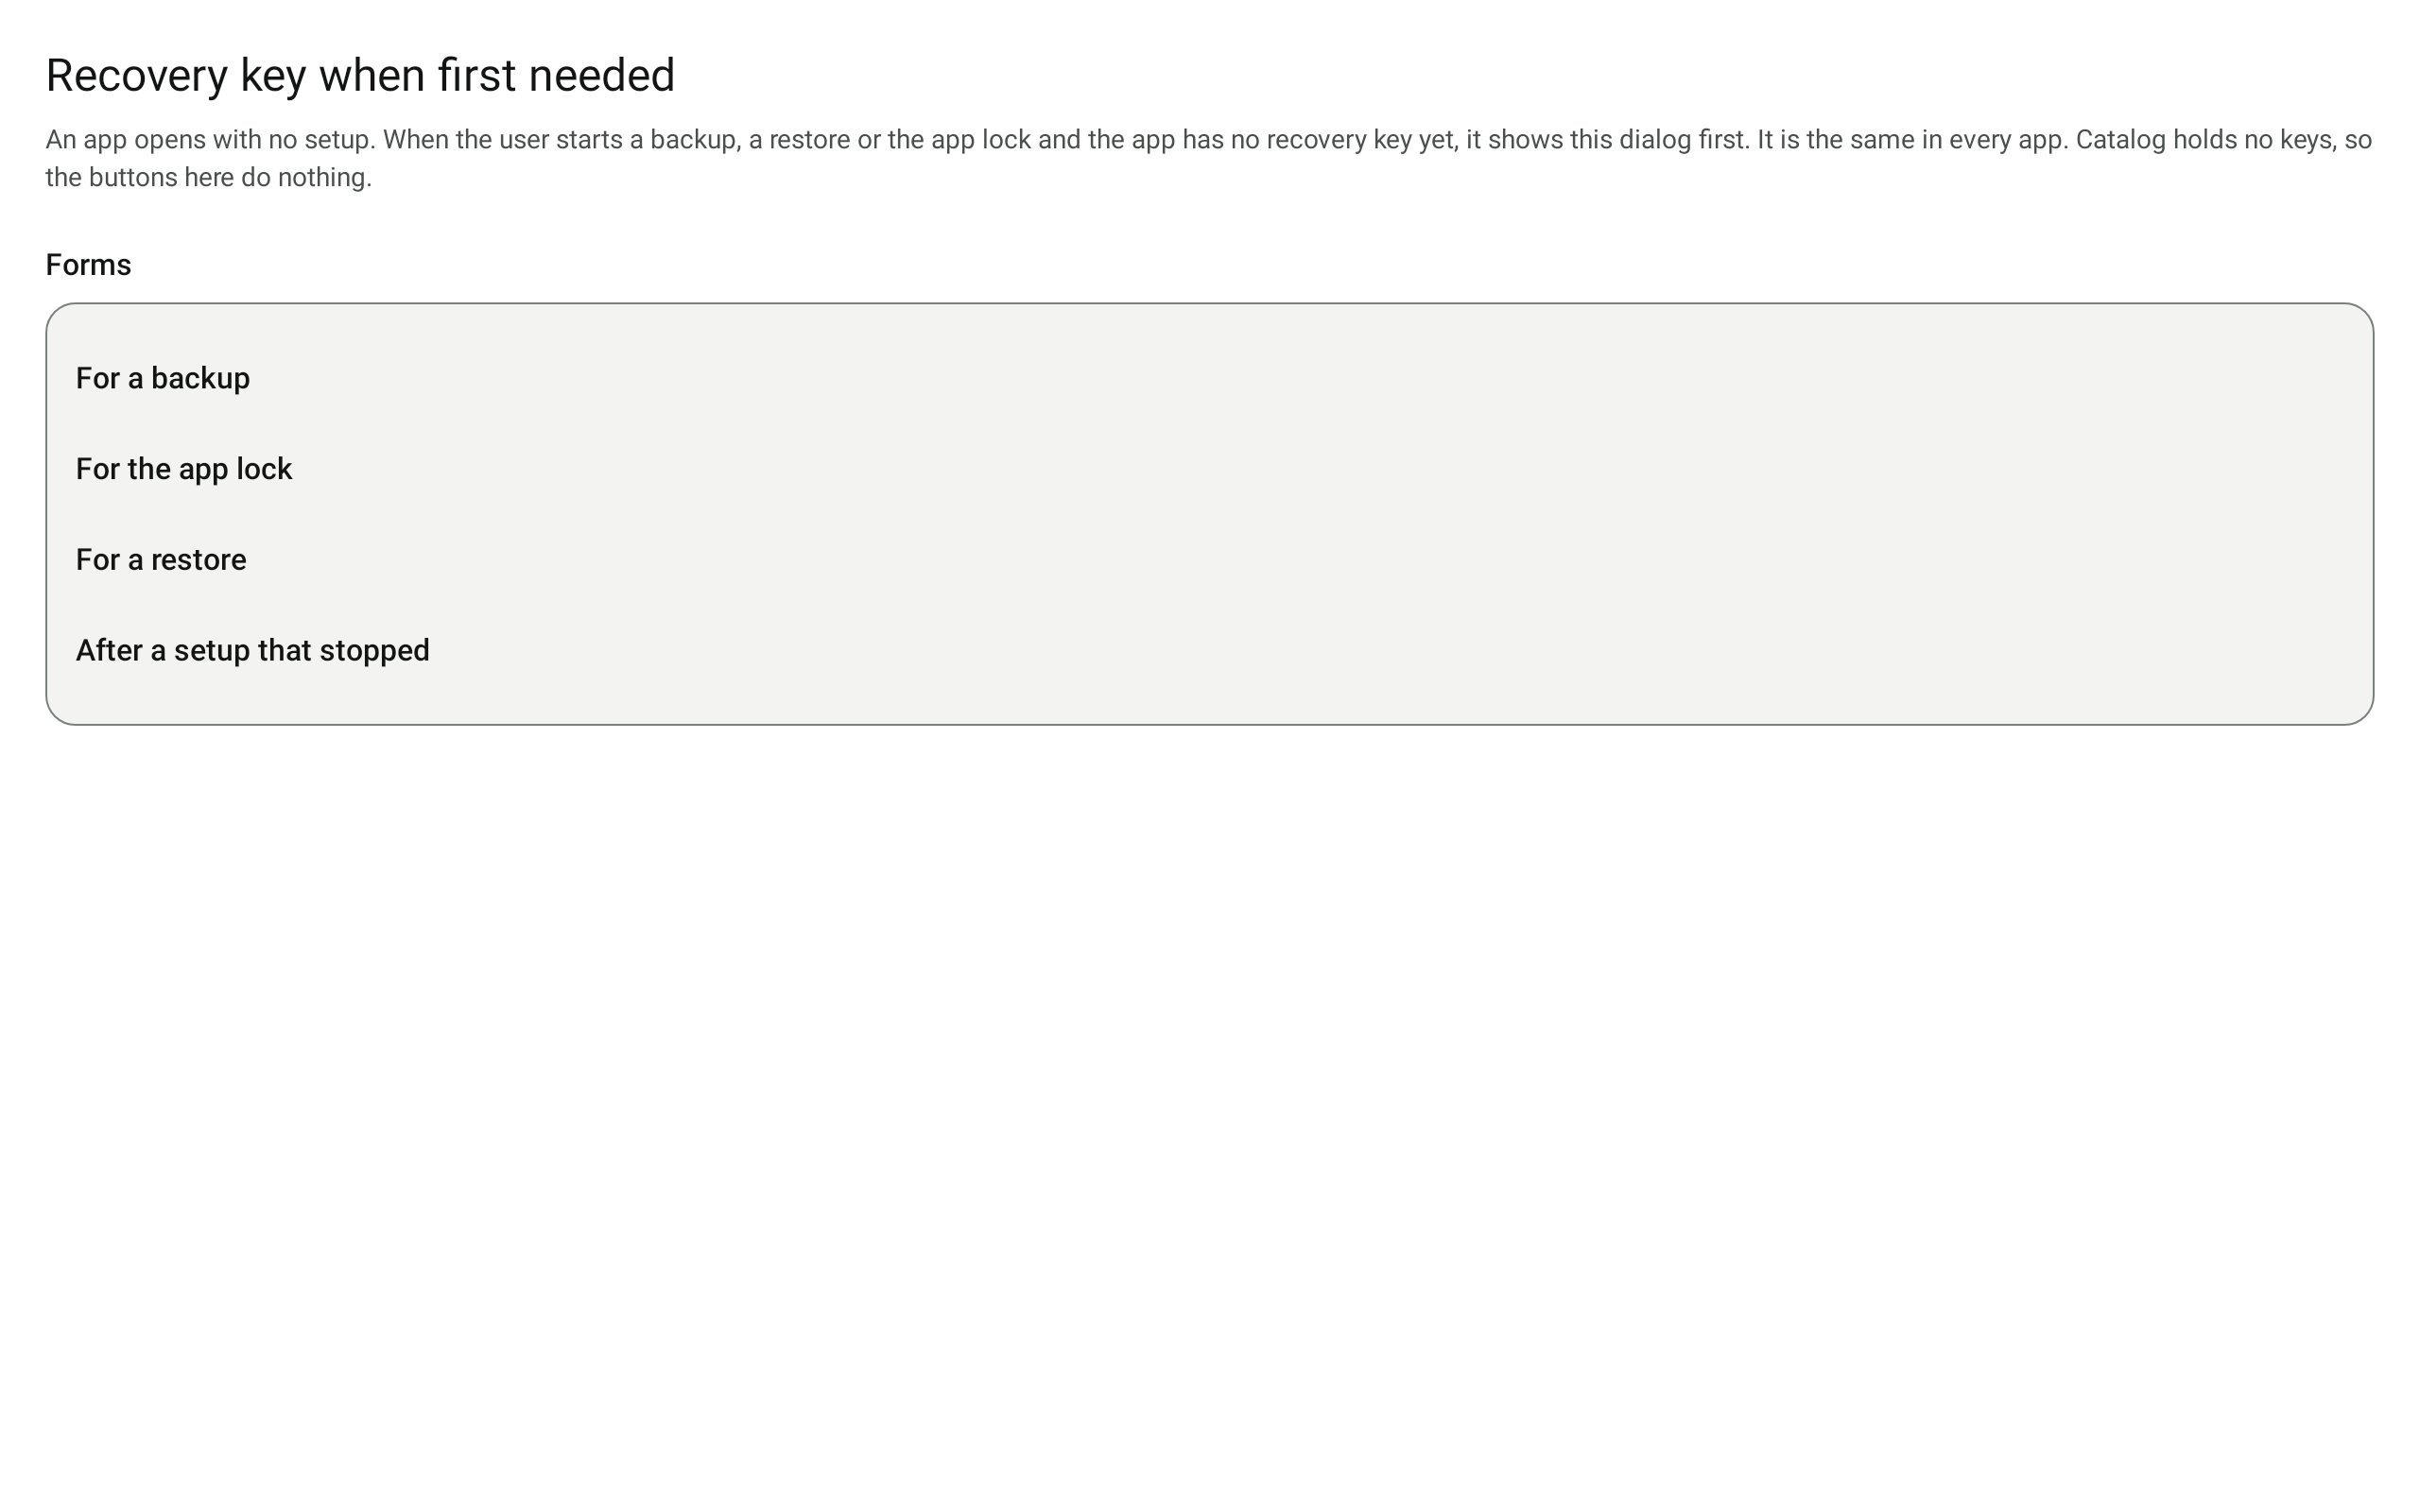 Recovery key when first needed
An app opens with no setup. When the user starts a backup, a restore or the app lock and the app has no recovery key yet, it shows this dialog first. It is the same in every app. Catalog holds no keys, so
the buttons here do nothing.
Forms
For a backup
For the app lock
For a restore
After a setup that stopped